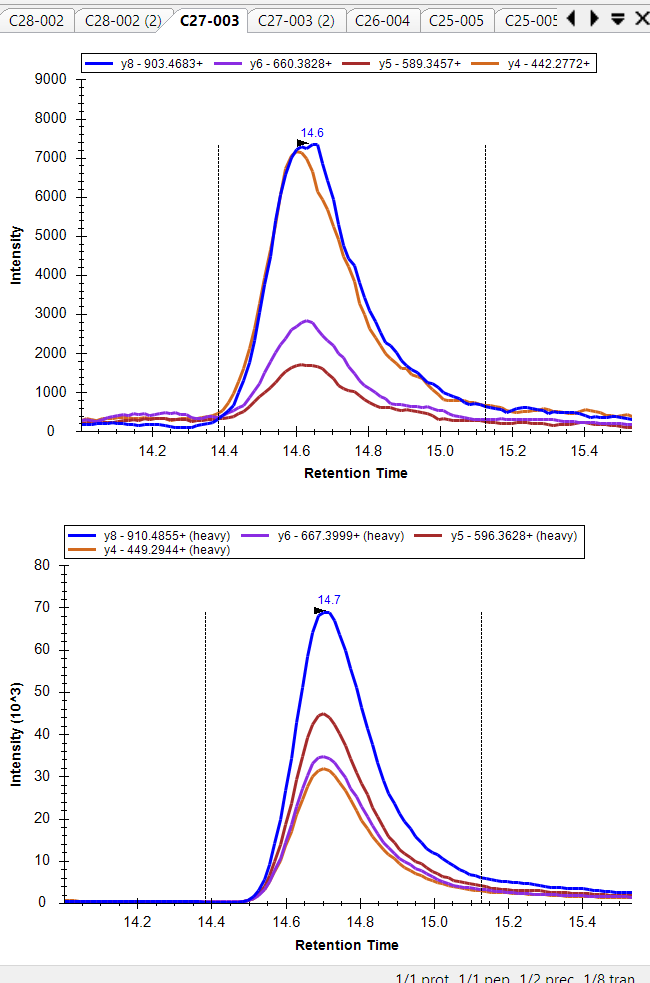 C28-002 C28-002 (2) C27-003 C27-003 (2) C26-004 C25-005 C25-005
y8 - 903.4683+ y6 - 660.3828+ y5 - 589.3457+ y4 - 442.2772+
9000
8000
14.6
7000
6000
5000
Intensity
4000
3000
2000
1000
0
14.2 14.4 14.6 14.8 15.0 15.2 15.4
Retention Time
y8 - 910.4855+ (heavy) y6 - 667.3999+ (heavy) y5 - 596.3628+ (heavy)
y4 - 449.2944+ (heavy)
80
14.7
70
60
50
Intensity (10^3)
40
30
20
10
0
14.2 14.4 14.6 14.8 15.0 15.2 15.4
Retention Time
1/1 prot 1/1 pep 1/2 prec 1/8 tran